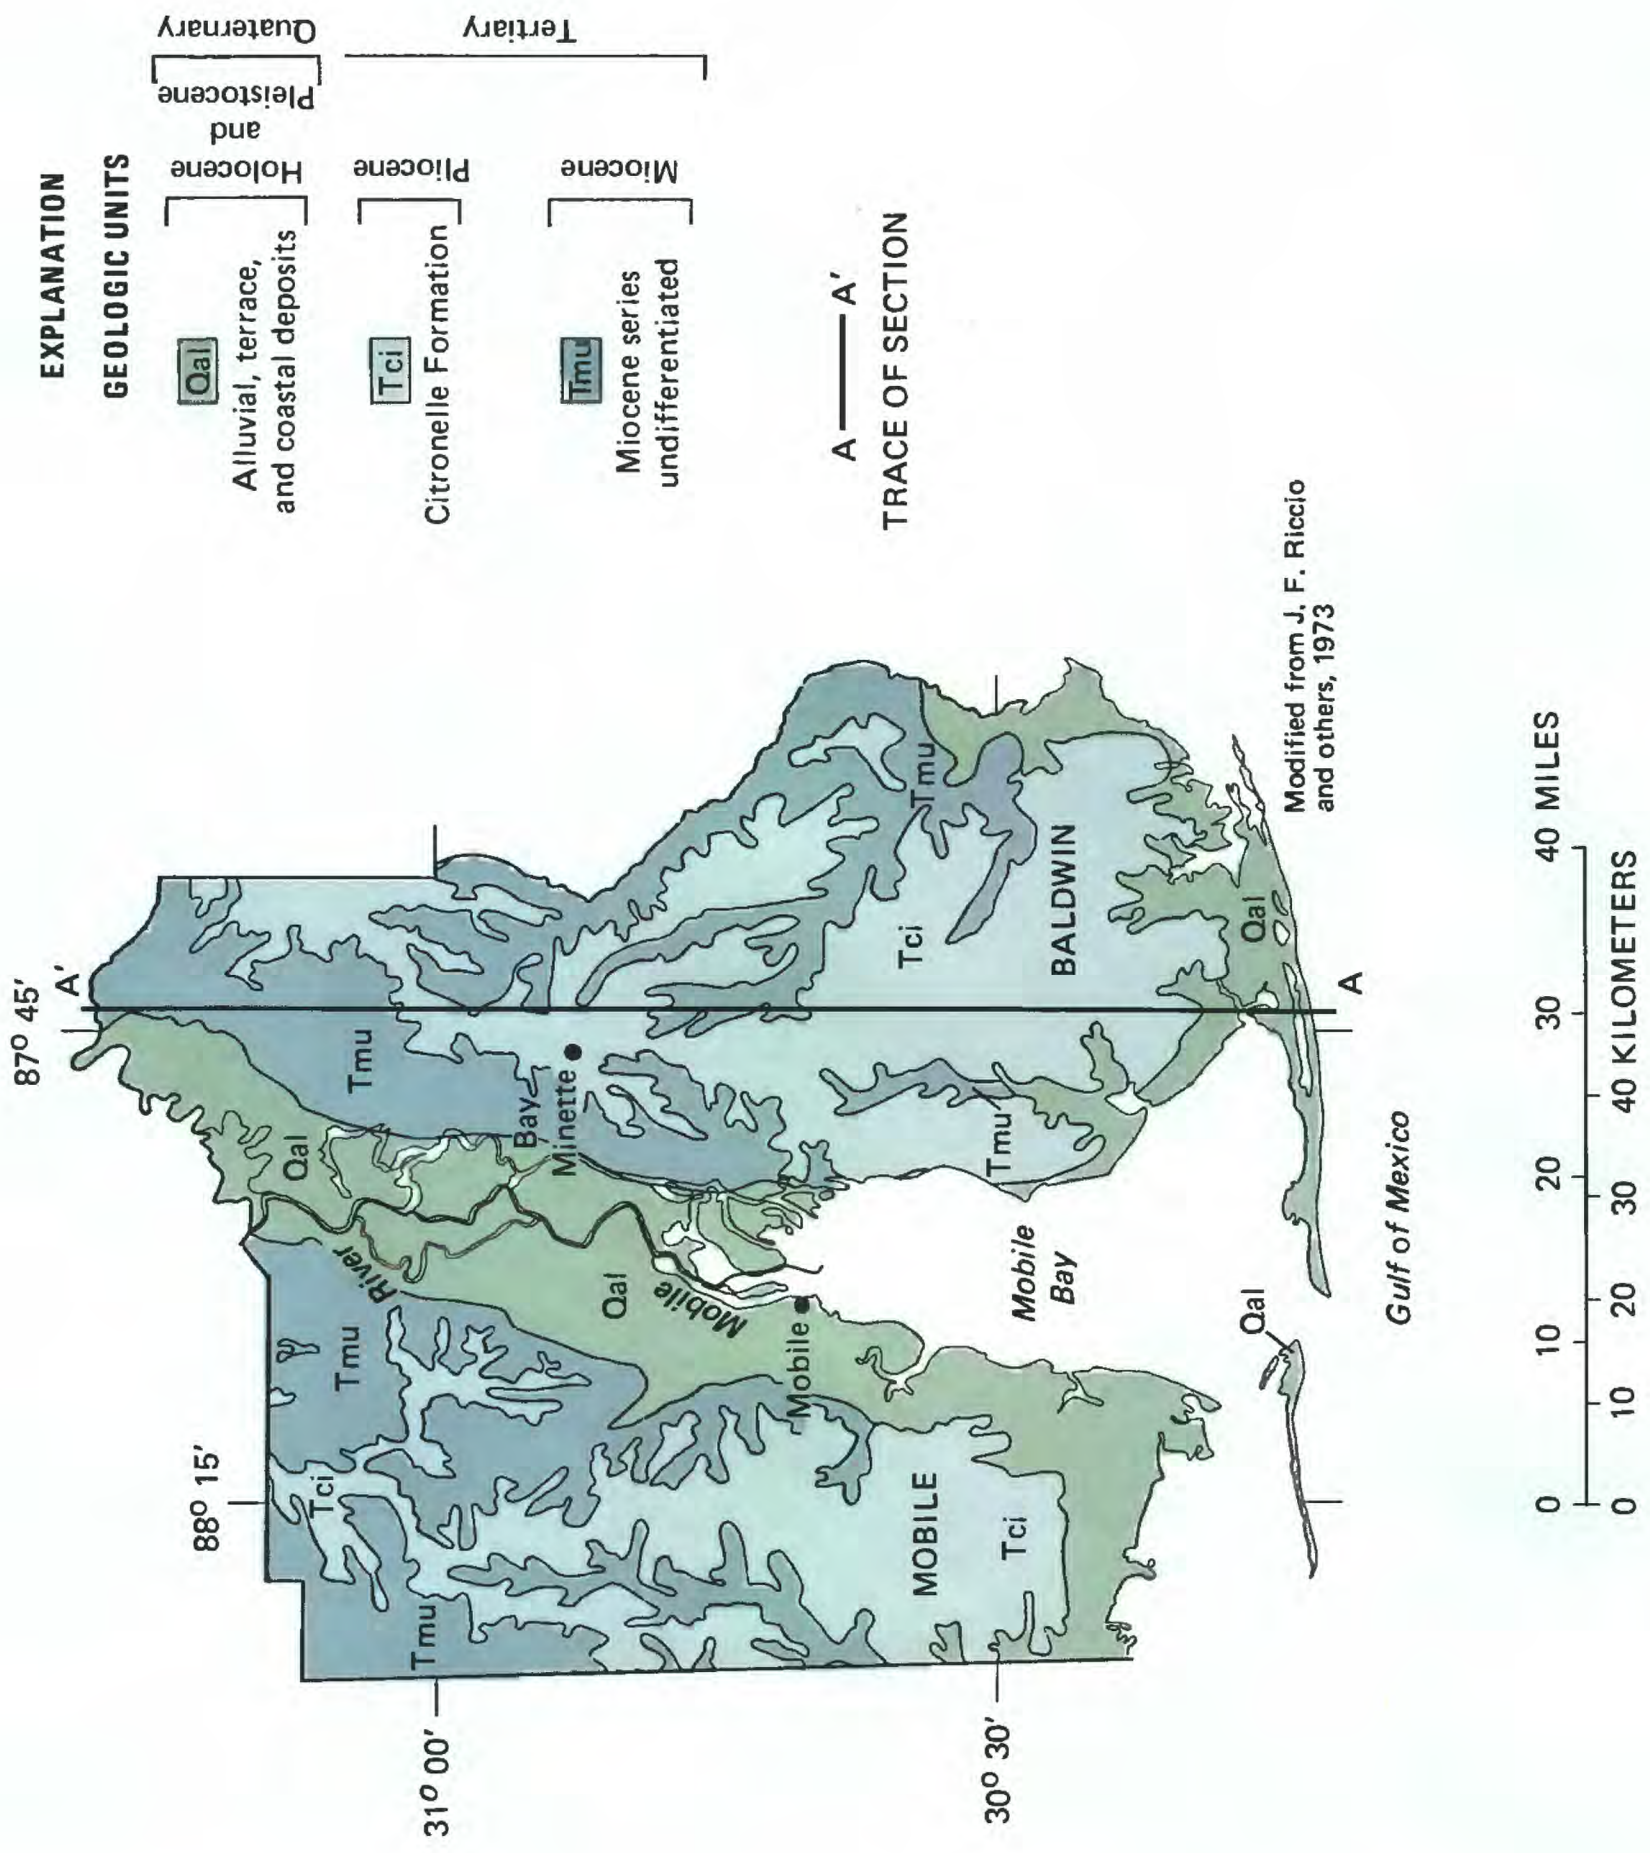 EXPLANATION
GEOLOGIC UNITS
Qal
Alluvial, terrace,
and coastal deposits
Holocene
and
Pleistocene
Quaternary
Tci
Citronelle Formation
Pliocene
Tmu
Miocene series
undifferentiated
Miocene
Tertiary
A A'
TRACE OF SECTION
87° 45'
A'
88° 15'
Tmu
Qal
River
Tmu
Tci
Tmu
31° 00'
Bay
Minette
Qal
Mobile
Mobile
Tmu
Tci
BALDWIN
MOBILE
Tci
Tmu
Mobile
Bay
30° 30'
Qal
Qal
A
Gulf of Mexico
Modified from J. F. Riccio
and others, 1973
0 10 20 30 40 MILES
0 10 20 30 40 KILOMETERS